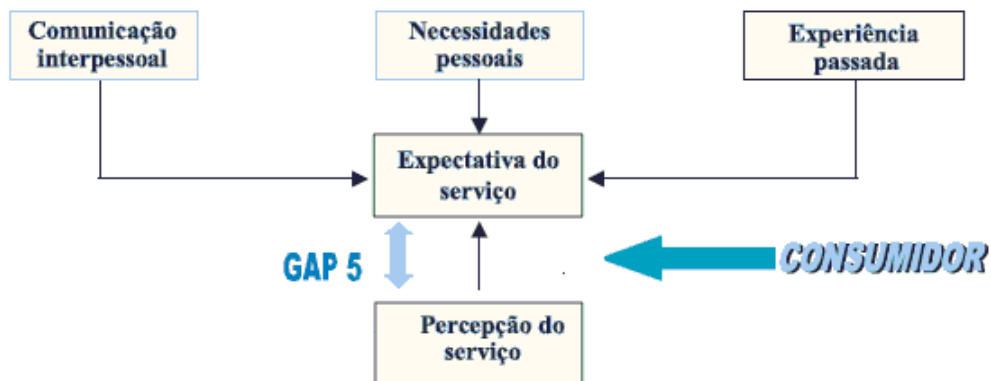 Comunicação
interpessoal
Necessidades
pessoais
Experiência
passada
Expectativa do
serviço
GAP 5
CONSUMIDOR
Percepção do
serviço